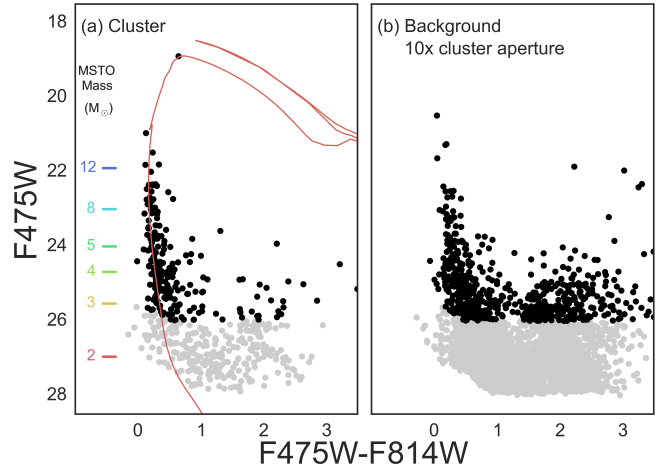 (a) Cluster
(b) Background
10x cluster aperture
MSTO
Mass
(M☉)
12
8
5
4
3
2
18
20
22
24
26
28
F475W
0
1
2
3
0
1
2
3
F475W-F814W